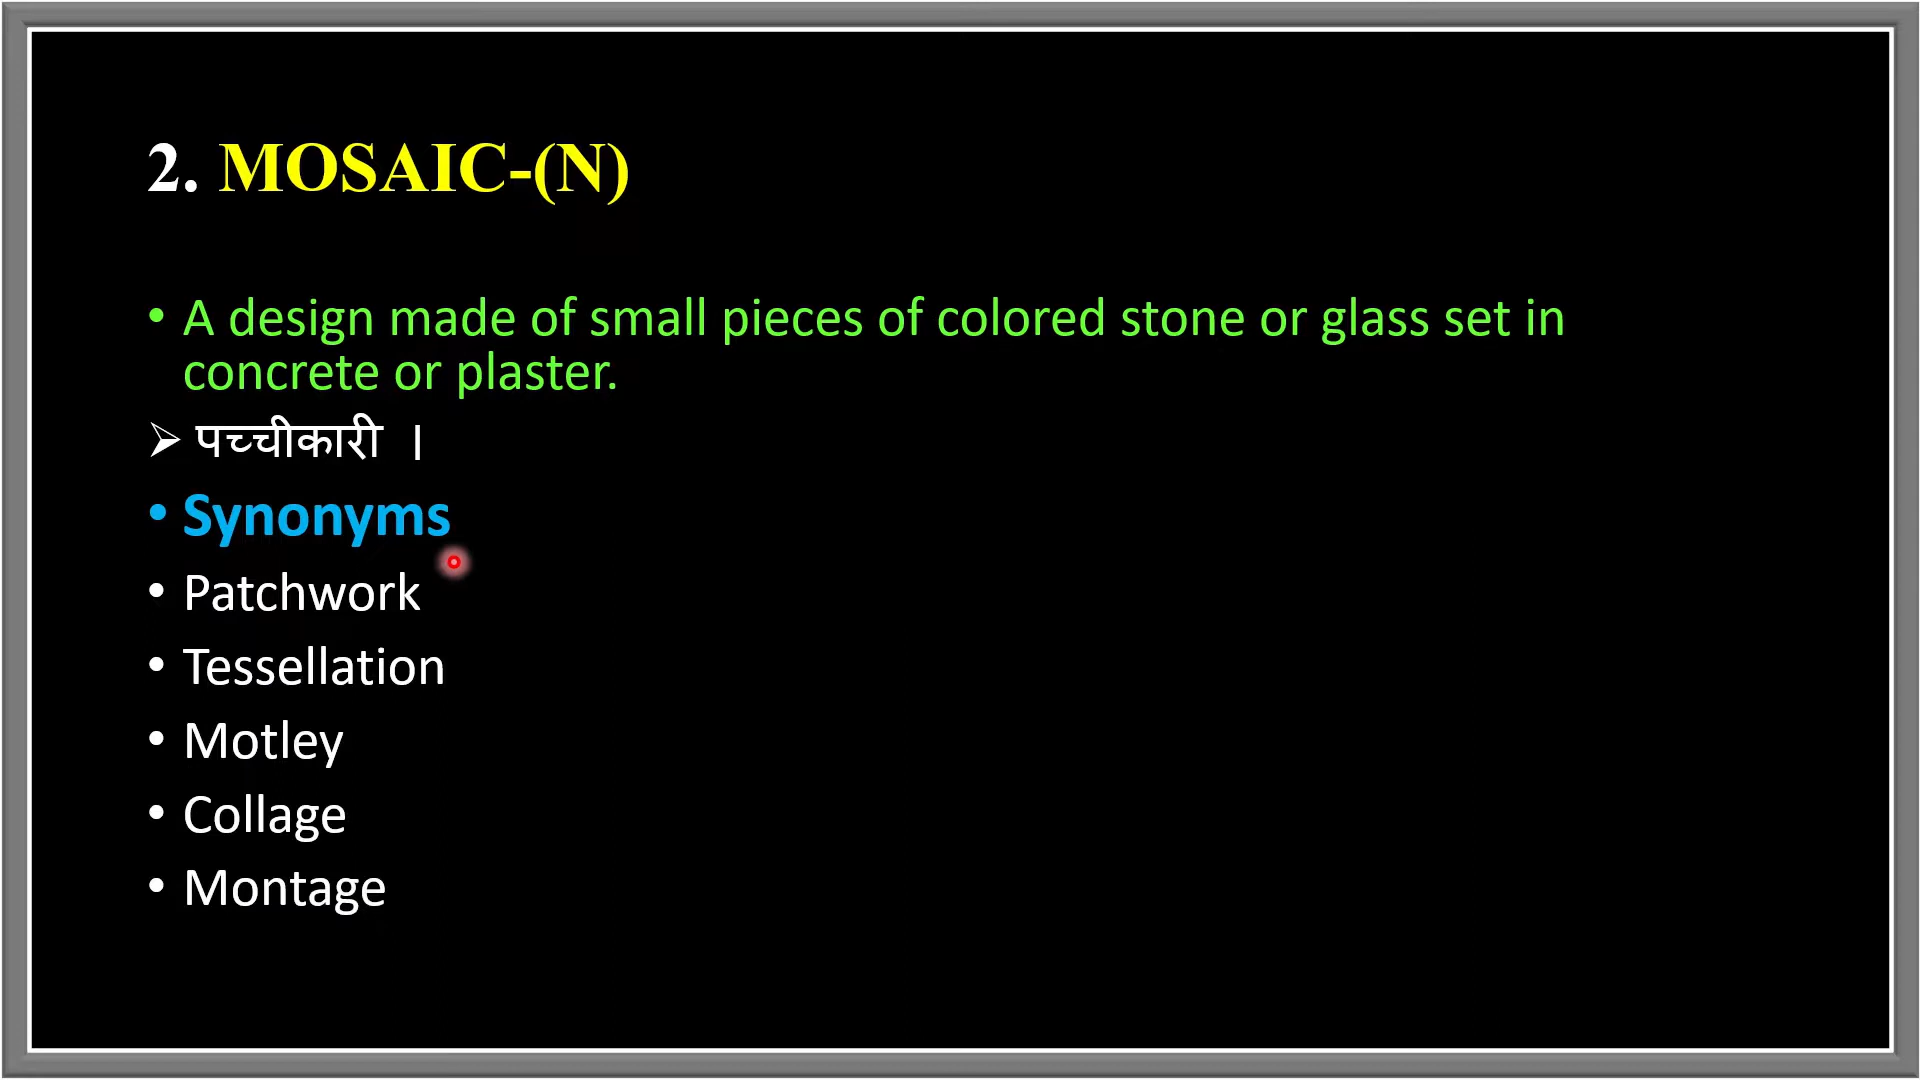 2. MOSAIC-(N)
• A design made of small pieces of colored stone or glass set in
concrete or plaster.
➢ पच्चीकारी ।
• Synonyms
• Patchwork
• Tessellation
• Motley
• Collage
• Montage